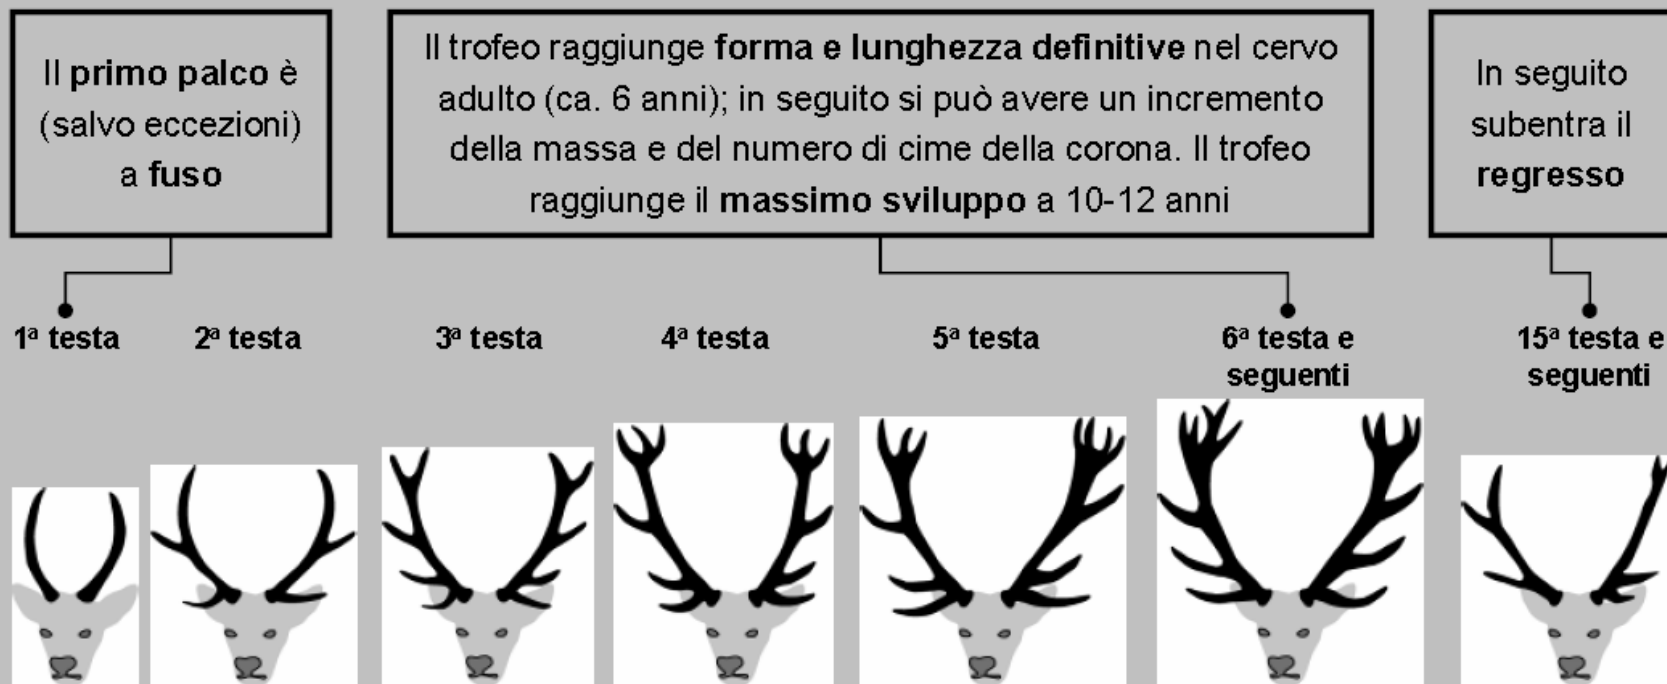 Il primo palco è
(salvo eccezioni)
a fuso
Il trofeo raggiunge forma e lunghezza definitive nel cervo
adulto (ca. 6 anni); in seguito si può avere un incremento
della massa e del numero di cime della corona. Il trofeo
raggiunge il massimo sviluppo a 10-12 anni
In seguito
subentra il
regresso
1ª testa
2ª testa
3ª testa
4ª testa
5ª testa
6ª testa e
seguenti
15ª testa e
seguenti